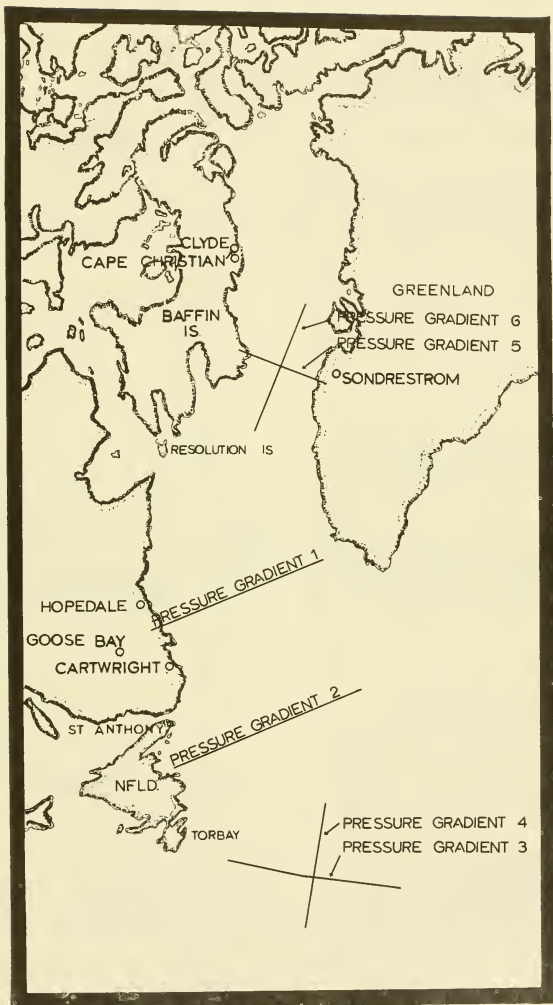 CLYDE
CAPE CHRISTIAN
GREENLAND
BAFFIN
IS.
PRESSURE GRADIENT 6
PRESSURE GRADIENT 5
SONDRESTROM
RESOLUTION IS
PRESSURE GRADIENT 1
HOPEDALE
GOOSE BAY
CARTWRIGHT
ST ANTHONY
PRESSURE GRADIENT 2
NFLD.
TORBAY
PRESSURE GRADIENT 4
PRESSURE GRADIENT 3